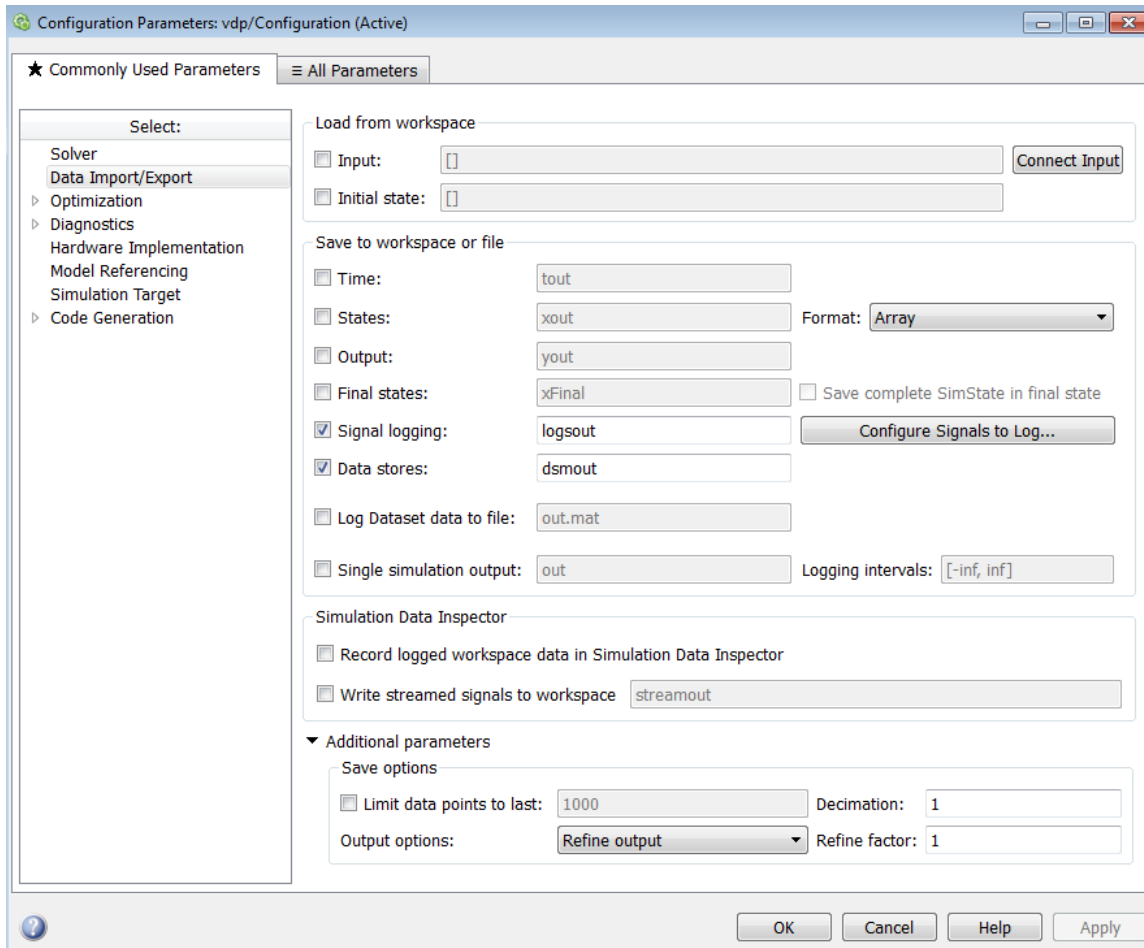 Configuration Parameters: vdp/Configuration (Active)
★ Commonly Used Parameters ≡ All Parameters
Select:
Solver
Data Import/Export
Optimization
Diagnostics
Hardware Implementation
Model Referencing
Simulation Target
Code Generation
Load from workspace
Input: [] Connect Input
Initial state: []
Save to workspace or file
Time: tout
States: xout Format: Array
Output: yout
Final states: xFinal Save complete SimState in final state
Signal logging: logsout Configure Signals to Log...
Data stores: dsmout
Log Dataset data to file: out.mat
Single simulation output: out Logging intervals: [-inf, inf]
Simulation Data Inspector
Record logged workspace data in Simulation Data Inspector
Write streamed signals to workspace streamout
Additional parameters
Save options
Limit data points to last: 1000 Decimation: 1
Output options: Refine output Refine factor: 1
OK Cancel Help Apply